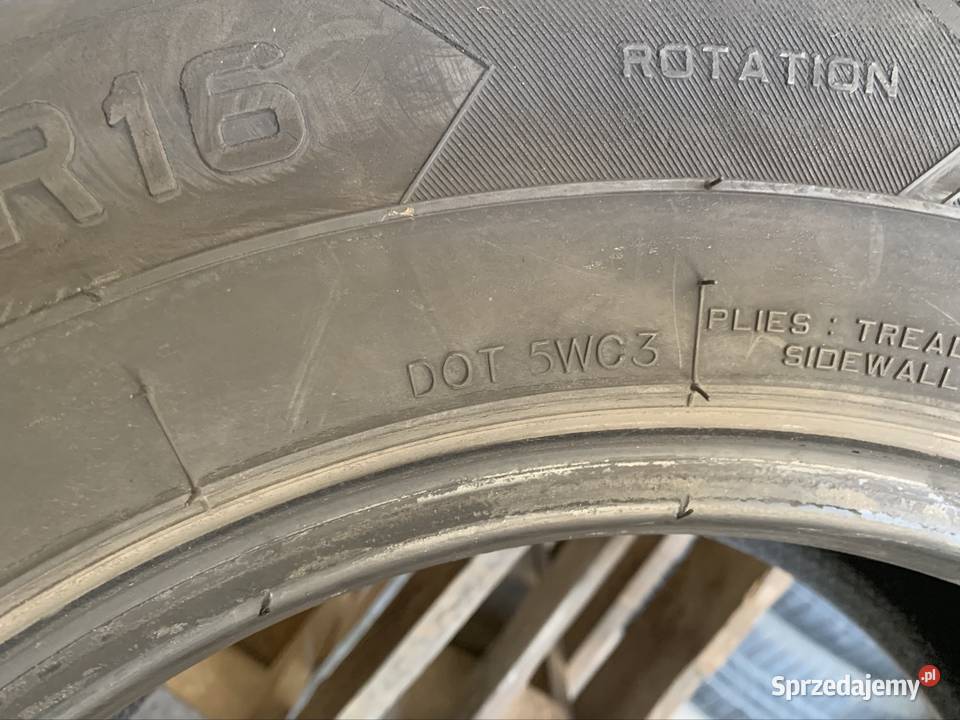 R16
ROTATION
DOT 5WC3
PLIES : TREAD
SIDEWALL
Sprzedajemy.pl